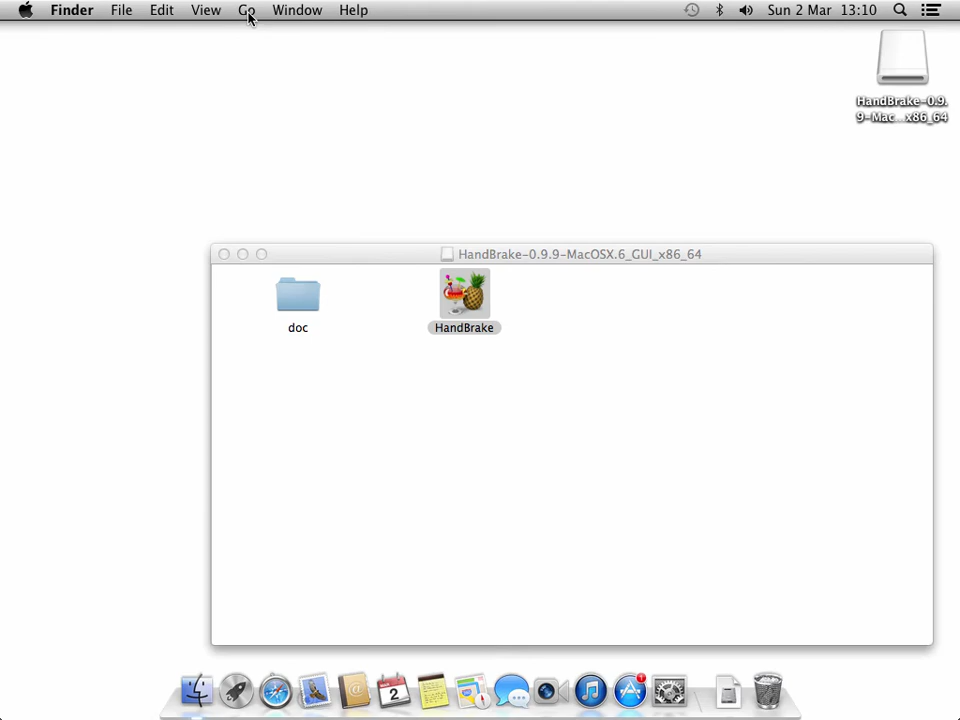 Finder File Edit View Go Window Help Sun 2 Mar 13:10
HandBrake-0.9.
9-Mac...x86_64
HandBrake-0.9.9-MacOSX.6_GUI_x86_64
doc
HandBrake
2
1